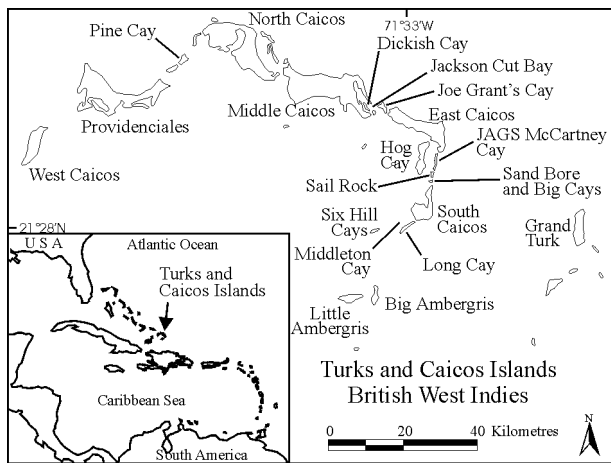 North Caicos
71°33'W
Pine Cay
Dickish Cay
Jackson Cut Bay
Joe Grant's Cay
Middle Caicos
East Caicos
Providenciales
JAGS McCartney
Cay
Hog
Cay
West Caicos
Sail Rock
Sand Bore
and Big Cays
21°28'N
Six Hill
Cays
South
Caicos
Grand
Turk
Middleton
Cay
Long Cay
Little
Ambergris
Big Ambergris
U S A
Atlantic Ocean
Turks and
Caicos Islands
Caribbean Sea
South America
Turks and Caicos Islands
British West Indies
0 20 40 Kilometres
N